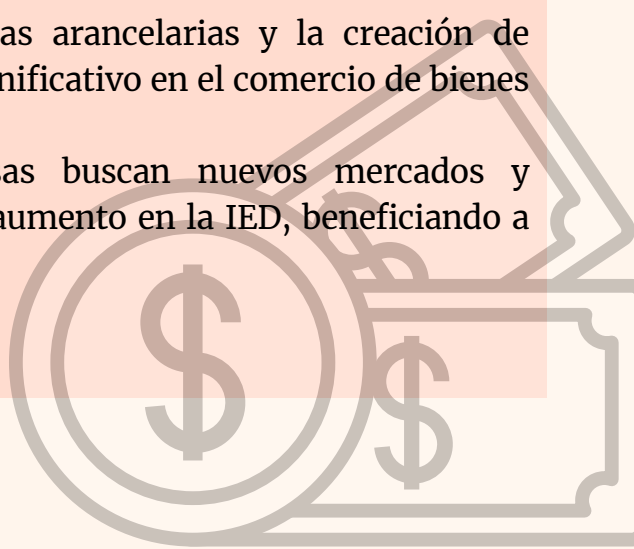 as arancelarias y la creación de
nificativo en el comercio de bienes
as buscan nuevos mercados y
aumento en la IED, beneficiando a